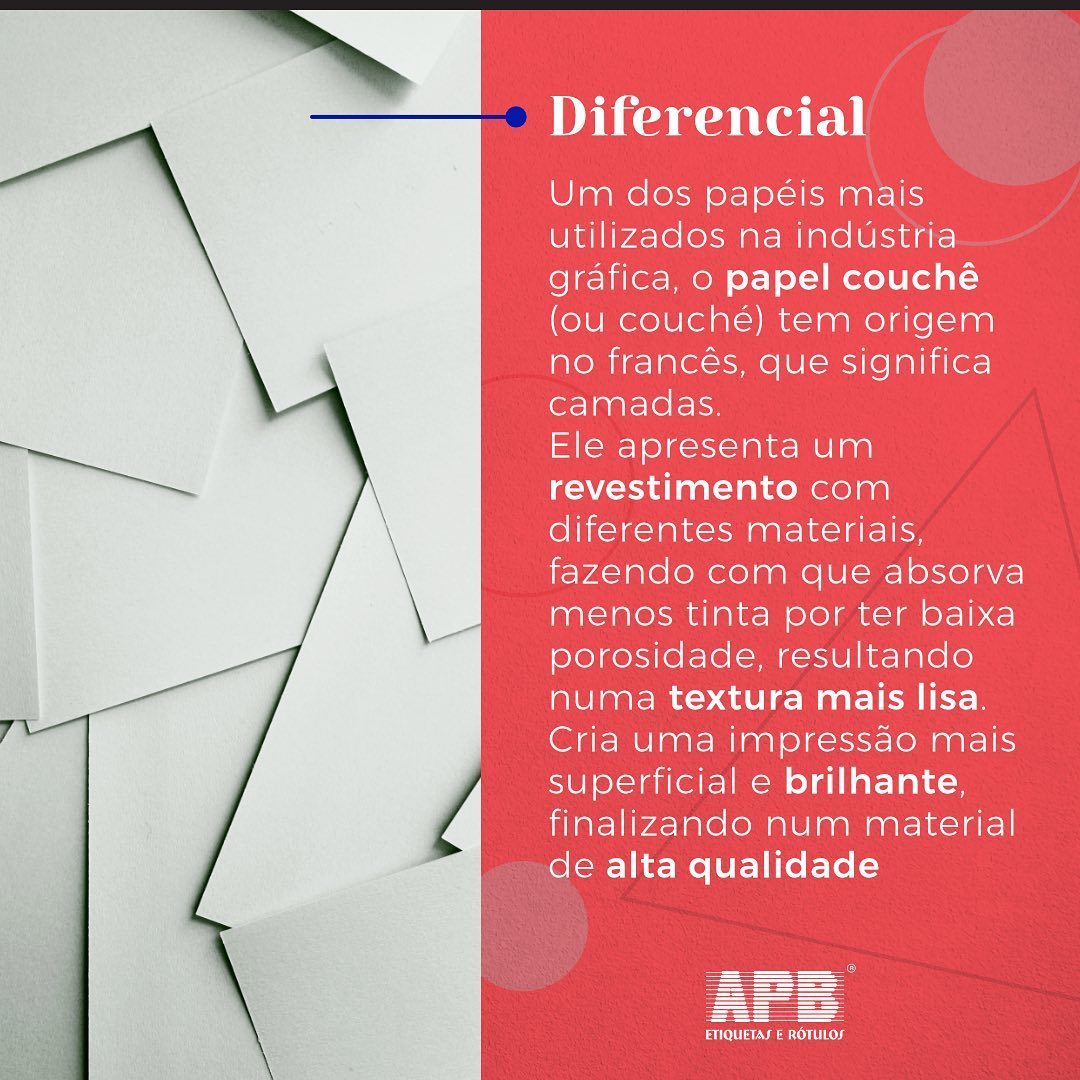 Diferencial
Um dos papéis mais
utilizados na indústria
gráfica, o papel couchê
(ou couché) tem origem
no francês, que significa
camadas.
Ele apresenta um
revestimento com
diferentes materiais,
fazendo com que absorva
menos tinta por ter baixa
porosidade, resultando
numa textura mais lisa.
Cria uma impressão mais
superficial e brilhante,
finalizando num material
de alta qualidade
APB®
ETIQUETAS E RÓTULOS